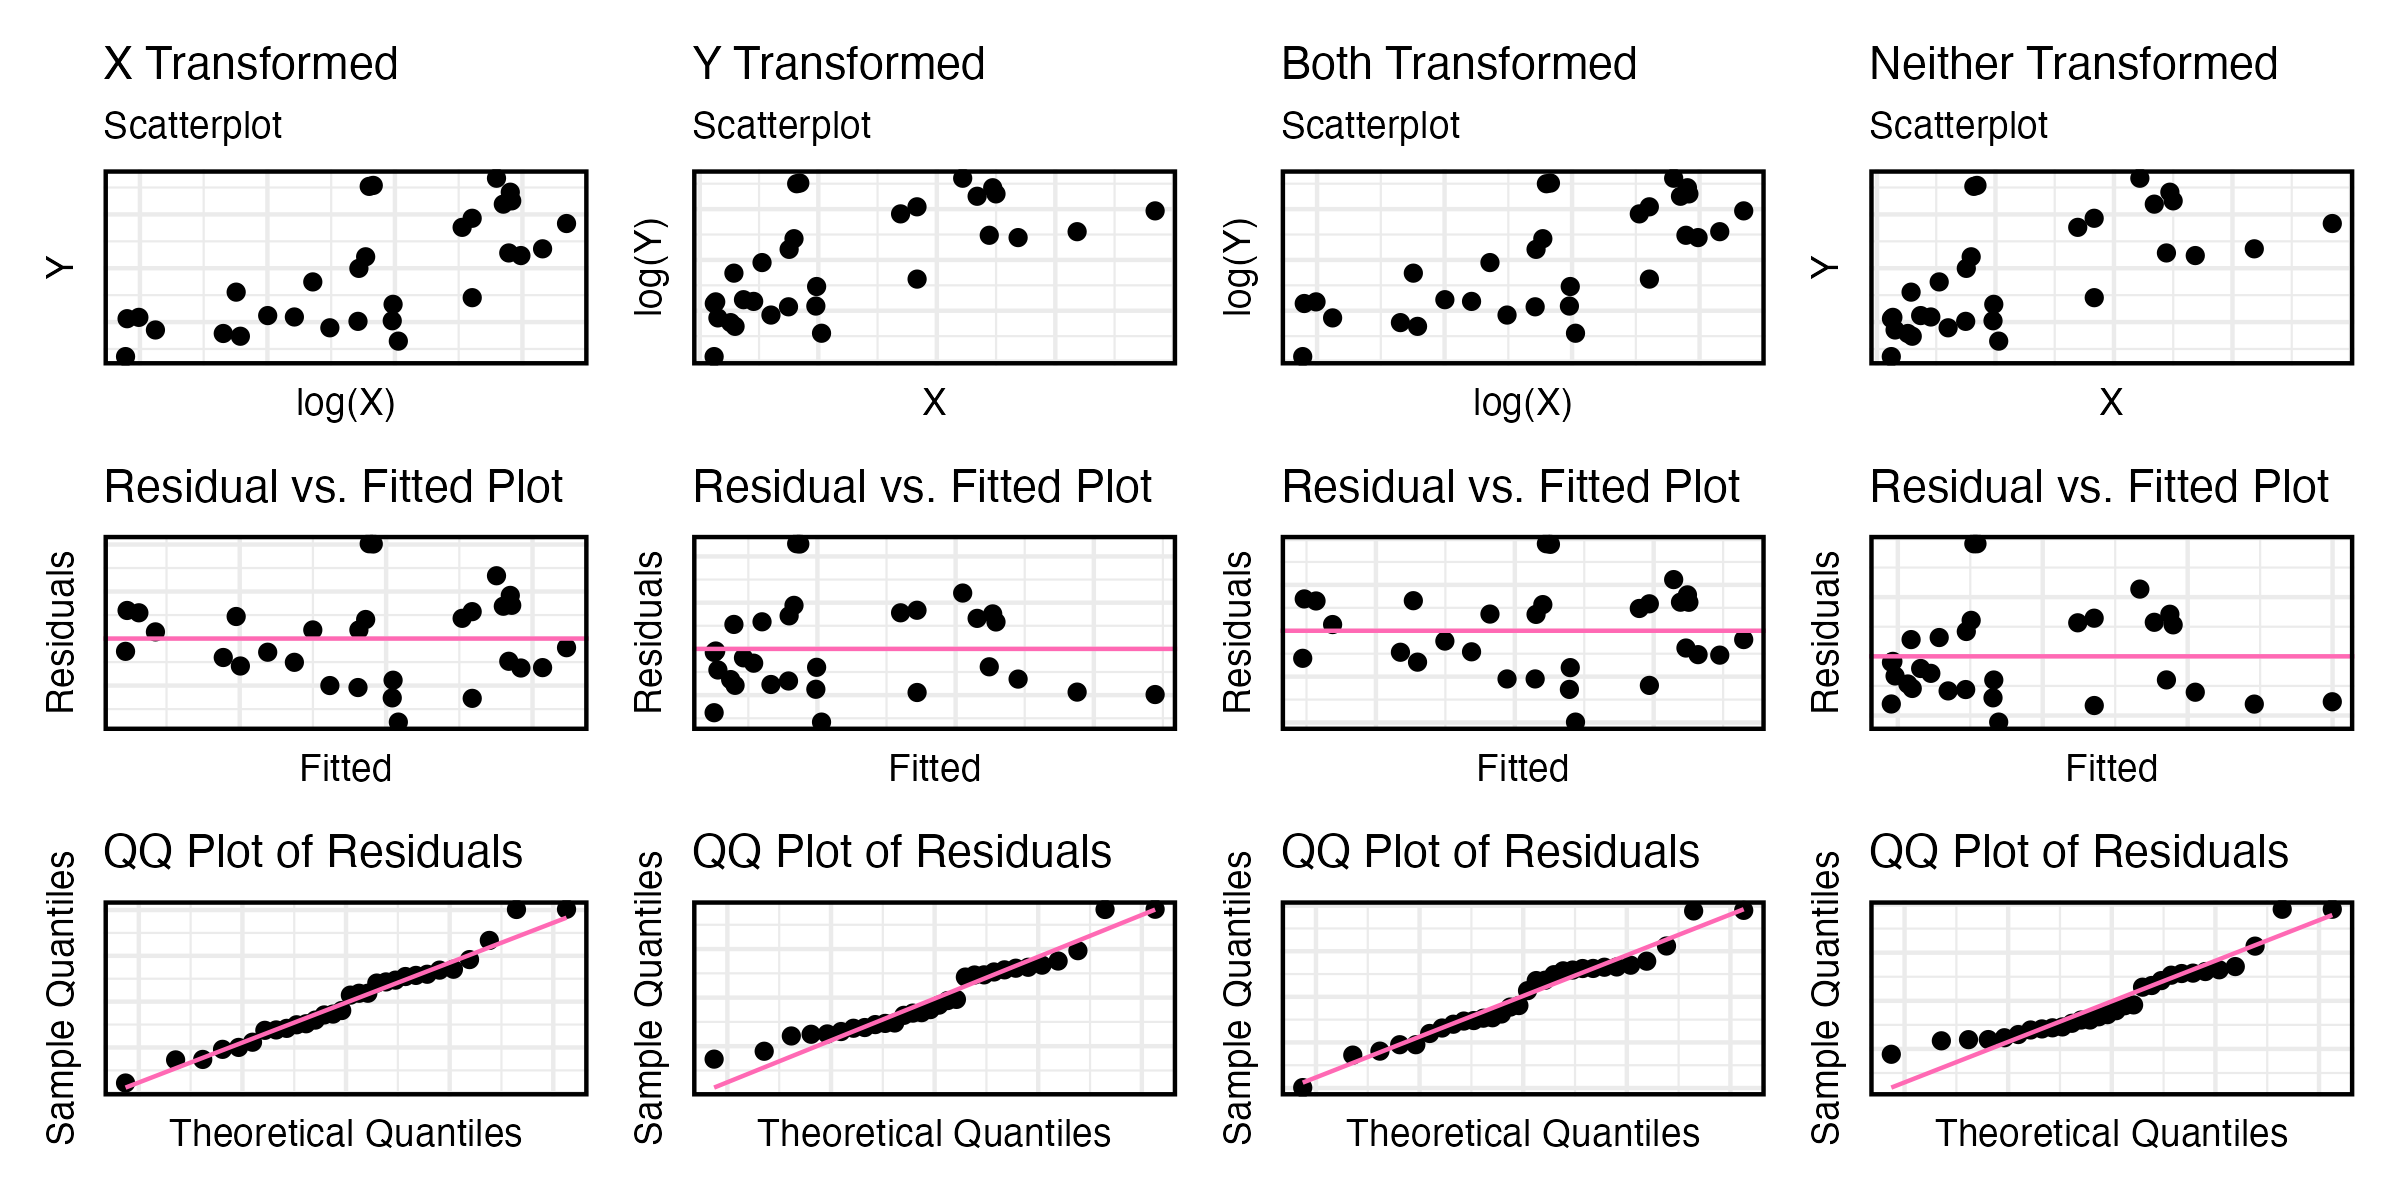 X Transformed
Scatterplot
Y
log(X)
Y Transformed
Scatterplot
log(Y)
X
Both Transformed
Scatterplot
log(Y)
log(X)
Neither Transformed
Scatterplot
Y
X
Residual vs. Fitted Plot
Residuals
Fitted
Residual vs. Fitted Plot
Residuals
Fitted
Residual vs. Fitted Plot
Residuals
Fitted
Residual vs. Fitted Plot
Residuals
Fitted
QQ Plot of Residuals
Sample Quantiles
Theoretical Quantiles
QQ Plot of Residuals
Sample Quantiles
Theoretical Quantiles
QQ Plot of Residuals
Sample Quantiles
Theoretical Quantiles
QQ Plot of Residuals
Sample Quantiles
Theoretical Quantiles